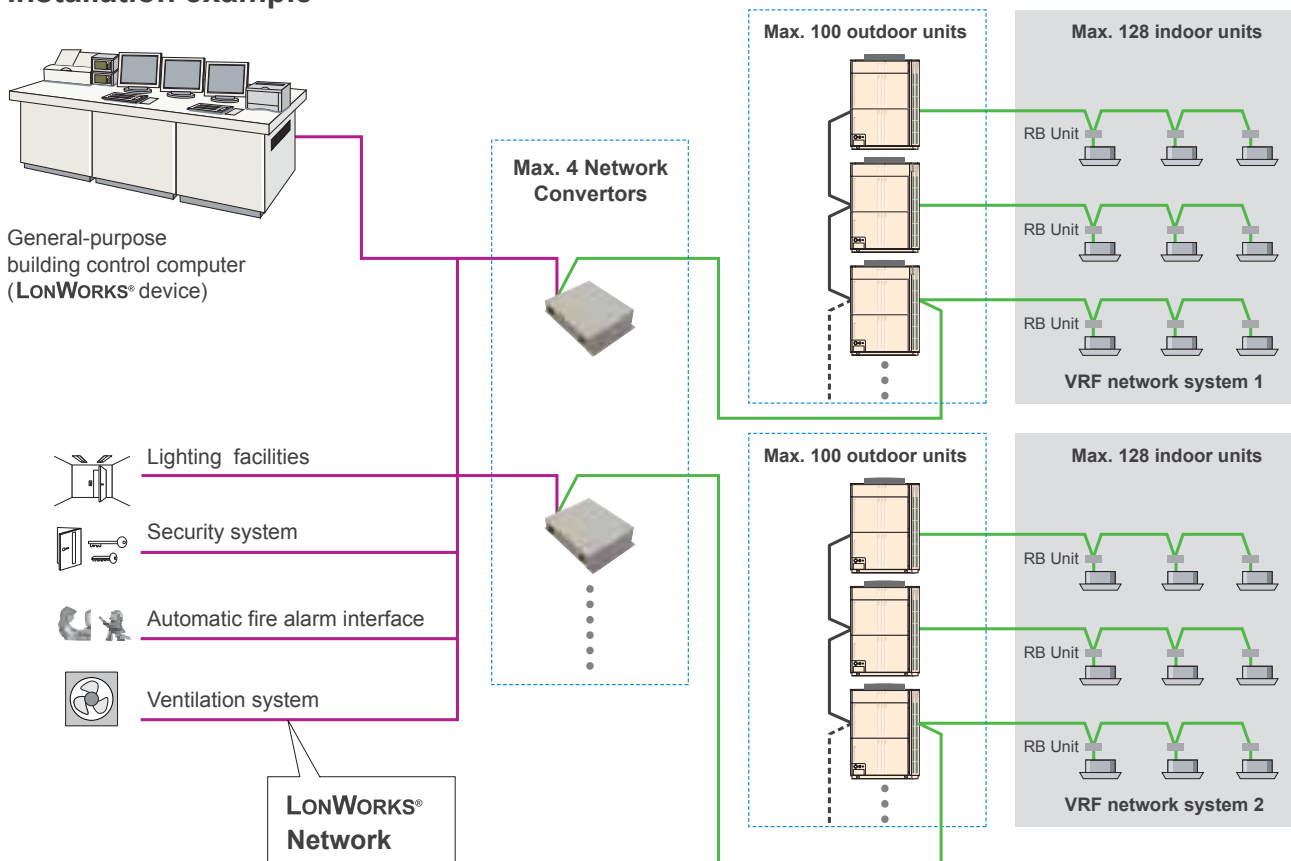 Installation example
General-purpose
building control computer
(LONWORKS® device)
Lighting facilities
Security system
Automatic fire alarm interface
Ventilation system
LONWORKS®
Network
Max. 4 Network
Convertors
Max. 100 outdoor units
Max. 128 indoor units
RB Unit
RB Unit
RB Unit
VRF network system 1
Max. 100 outdoor units
Max. 128 indoor units
RB Unit
RB Unit
RB Unit
VRF network system 2